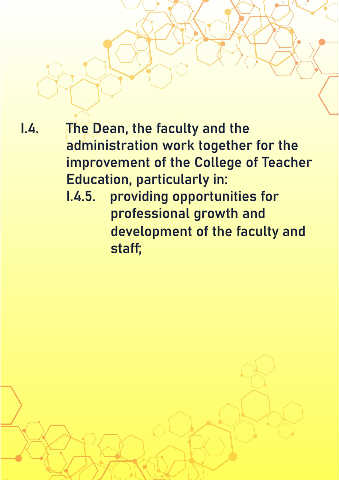 I.4. The Dean, the faculty and the
administration work together for the
improvement of the College of Teacher
Education, particularly in:
I.4.5. providing opportunities for
professional growth and
development of the faculty and
staff;